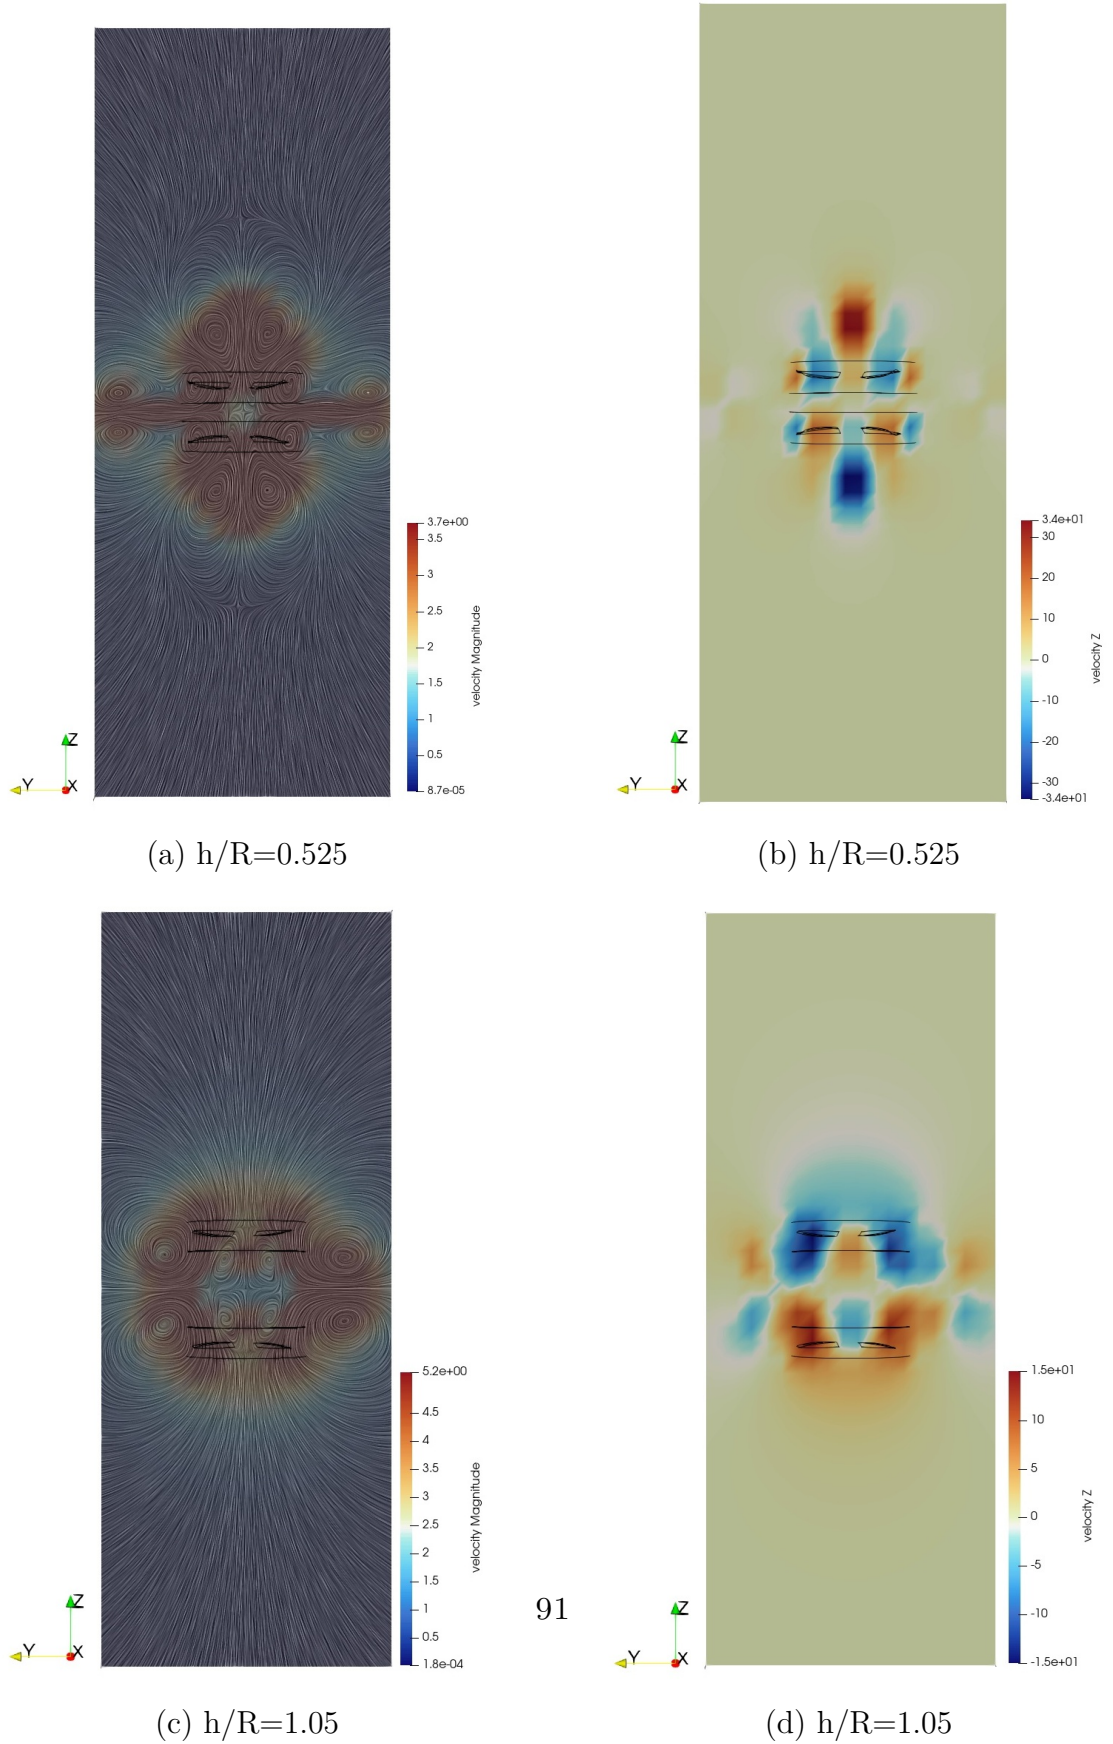 3.7e+00
3.5
3
2.5
2
1.5
1
0.5
8.7e-05
velocity Magnitude
Z
Y
X
3.4e+01
30
20
10
0
-10
-20
-30
-3.4e+01
velocity Z
Z
Y
X
(a) h/R=0.525
(b) h/R=0.525
5.2e+00
4.5
4
3.5
3
2.5
2
1.5
1
0.5
1.8e-04
velocity Magnitude
Z
Y
X
1.5e+01
10
5
0
-5
-10
-1.5e+01
velocity Z
Z
Y
X
91
(c) h/R=1.05
(d) h/R=1.05